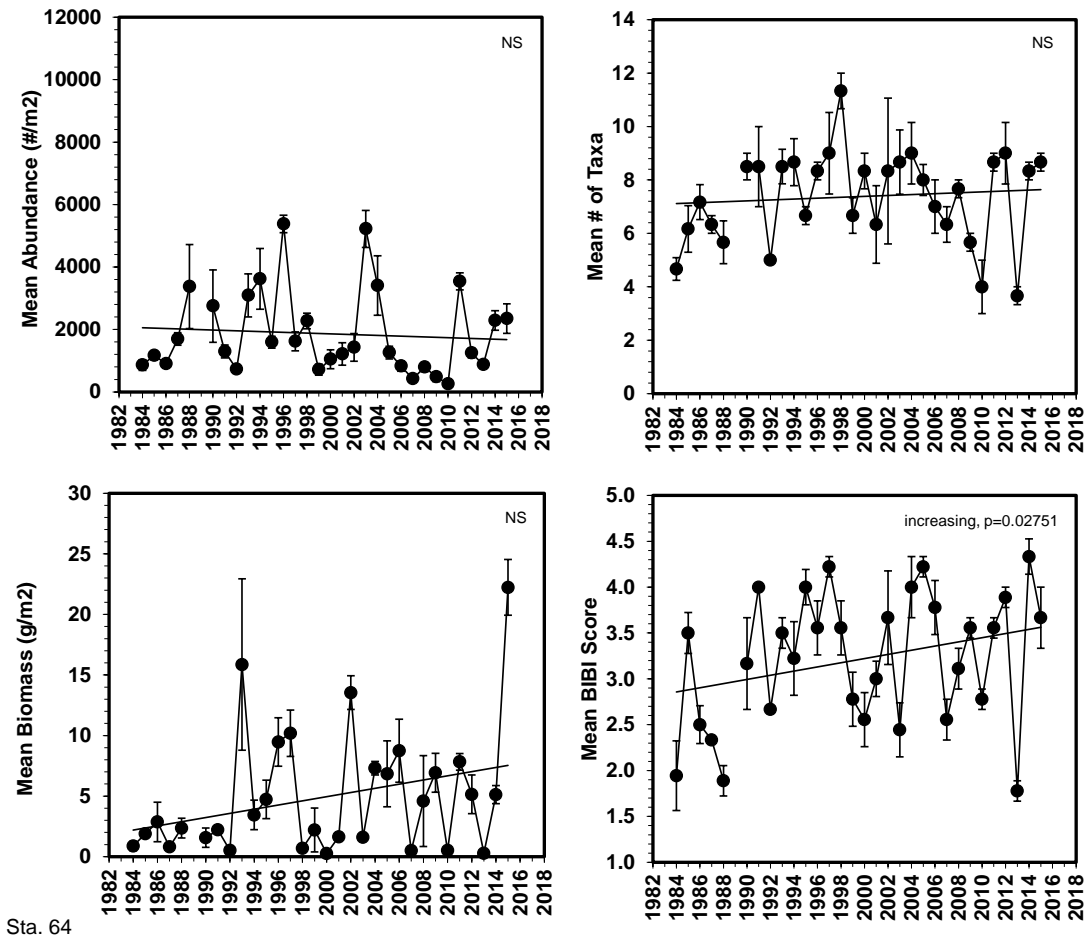 12000
10000
8000
6000
4000
2000
0
Mean Abundance (#/m2)
NS
1982 1984 1986 1988 1990 1992 1994 1996 1998 2000 2002 2004 2006 2008 2010 2012 2014 2016 2018
14
12
10
8
6
4
2
0
Mean # of Taxa
NS
1982 1984 1986 1988 1990 1992 1994 1996 1998 2000 2002 2004 2006 2008 2010 2012 2014 2016 2018
30
25
20
15
10
5
0
Mean Biomass (g/m2)
NS
1982 1984 1986 1988 1990 1992 1994 1996 1998 2000 2002 2004 2006 2008 2010 2012 2014 2016 2018
5.0
4.5
4.0
3.5
3.0
2.5
2.0
1.5
1.0
Mean BIBI Score
increasing, p=0.02751
1982 1984 1986 1988 1990 1992 1994 1996 1998 2000 2002 2004 2006 2008 2010 2012 2014 2016 2018
Sta. 64